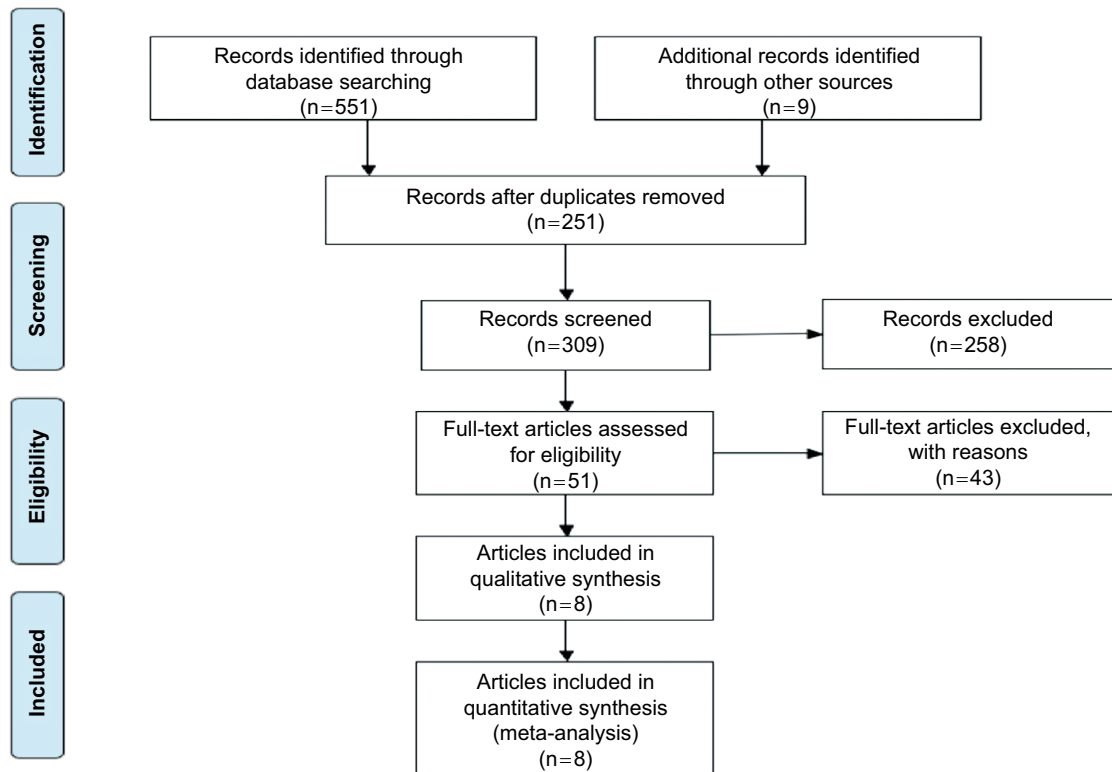 Identification
Records identified through
database searching
(n=551)
Additional records identified
through other sources
(n=9)
Records after duplicates removed
(n=251)
Screening
Records screened
(n=309)
Records excluded
(n=258)
Eligibility
Full-text articles assessed
for eligibility
(n=51)
Full-text articles excluded,
with reasons
(n=43)
Articles included in
qualitative synthesis
(n=8)
Included
Articles included in
quantitative synthesis
(meta-analysis)
(n=8)